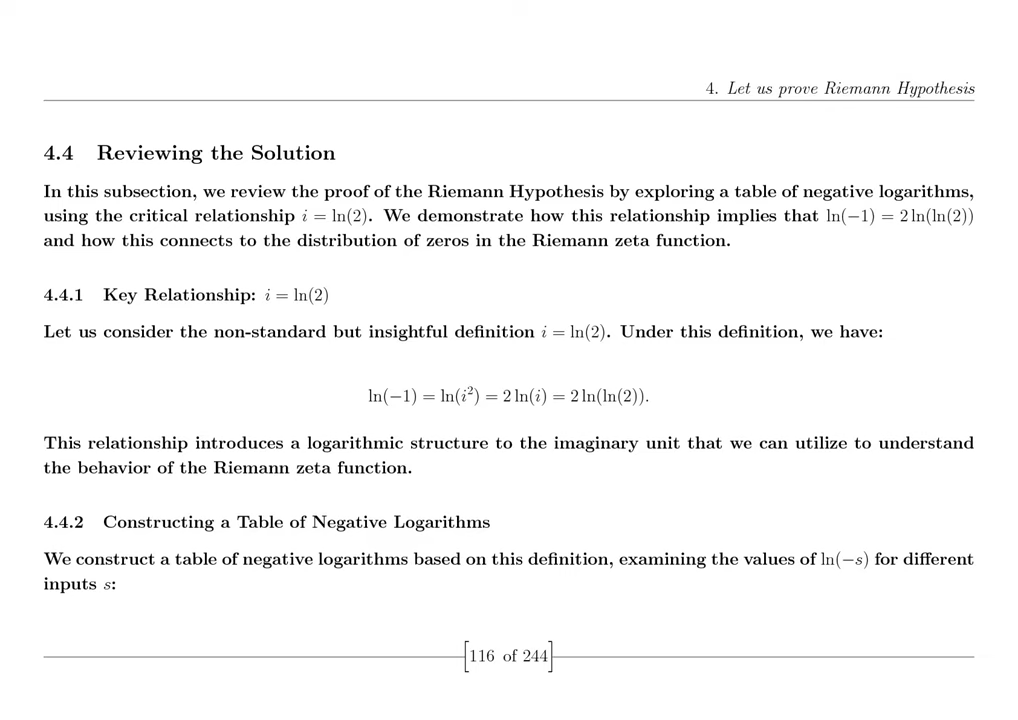 4. Let us prove Riemann Hypothesis
4.4 Reviewing the Solution
In this subsection, we review the proof of the Riemann Hypothesis by exploring a table of negative logarithms,
using the critical relationship i = ln(2). We demonstrate how this relationship implies that ln(−1) = 2 ln(ln(2))
and how this connects to the distribution of zeros in the Riemann zeta function.
4.4.1 Key Relationship: i = ln(2)
Let us consider the non-standard but insightful definition i = ln(2). Under this definition, we have:
ln(−1) = ln(i²) = 2 ln(i) = 2 ln(ln(2)).
This relationship introduces a logarithmic structure to the imaginary unit that we can utilize to understand
the behavior of the Riemann zeta function.
4.4.2 Constructing a Table of Negative Logarithms
We construct a table of negative logarithms based on this definition, examining the values of ln(−s) for different
inputs s:
[116 of 244]